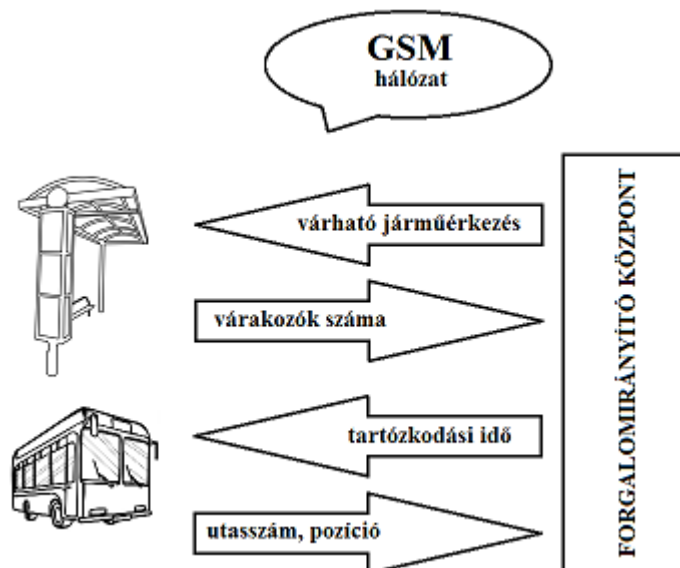 GSM
hálózat
várható járműérkezés
várakozók száma
tartózkodási idő
utasszám, pozíció
FORGALOMIRÁNYÍTÓ KÖZPONT